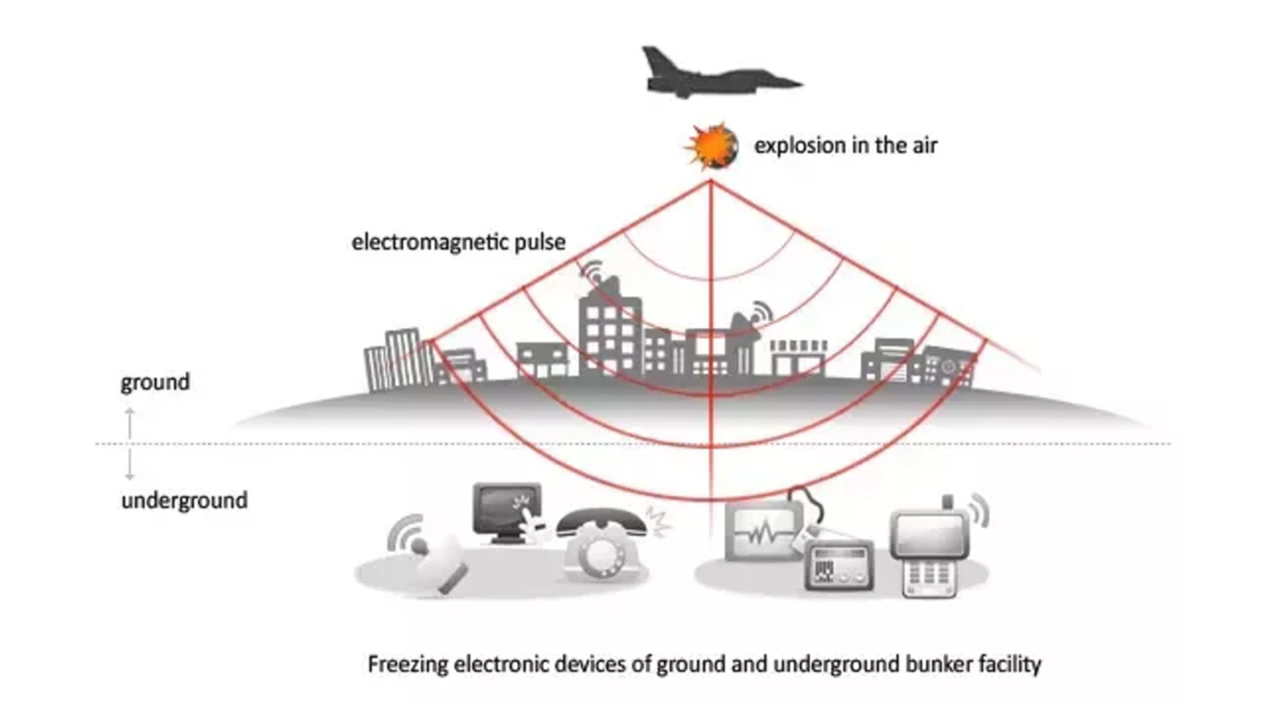 explosion in the air
electromagnetic pulse
ground
underground
Freezing electronic devices of ground and underground bunker facility